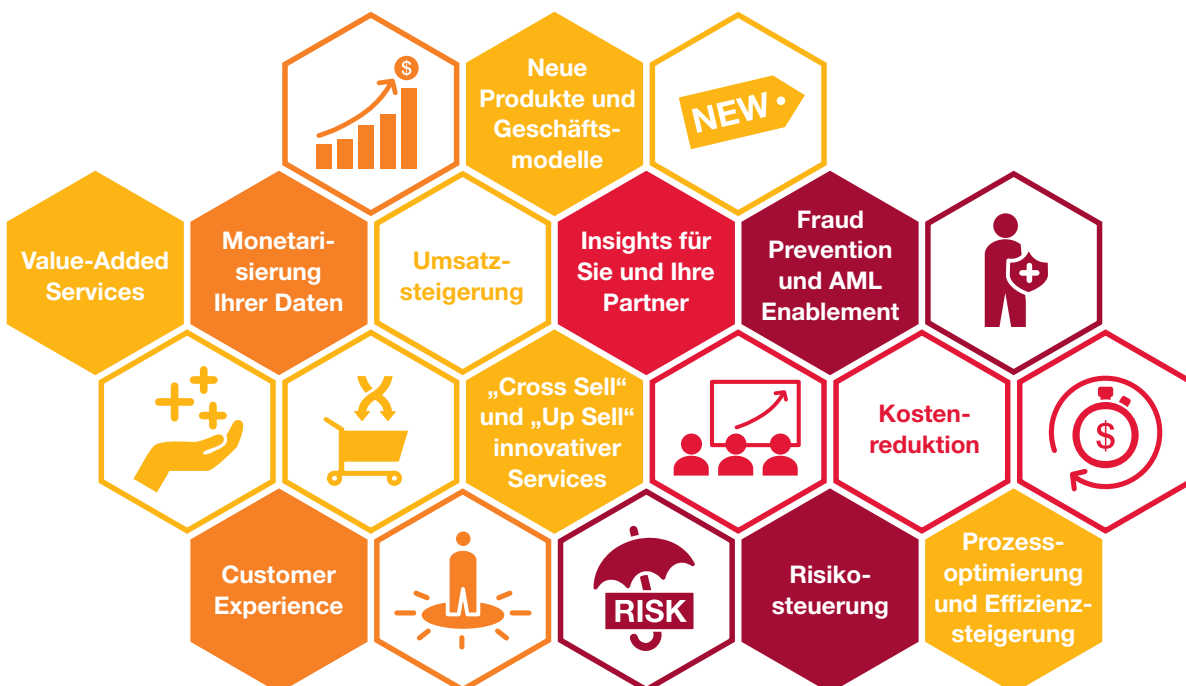 $
Neue
Produkte und
Geschäfts-
modelle
NEW
Value-Added
Services
Monetari-
sierung
Ihrer Daten
Umsatz-
steigerung
Insights für
Sie und Ihre
Partner
Fraud
Prevention
und AML
Enablement
„Cross Sell“
und „Up Sell“
innovativer
Services
Kosten-
reduktion
$
Customer
Experience
RISK
Risiko-
steuerung
Prozess-
optimierung
und Effizienz-
steigerung